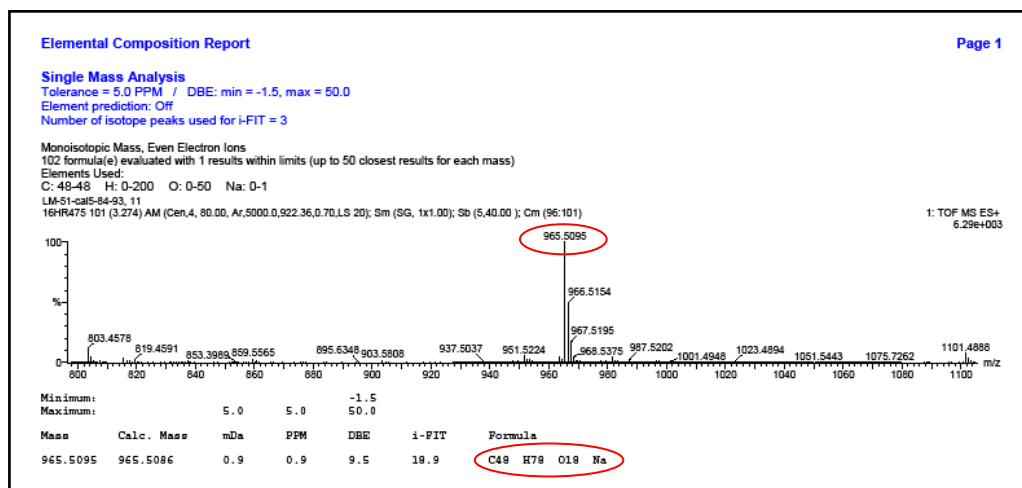 Elemental Composition Report
Page 1
Single Mass Analysis
Tolerance = 5.0 PPM / DBE: min = -1.5, max = 50.0
Element prediction: Off
Number of isotope peaks used for i-FIT = 3
Monoisotopic Mass, Even Electron Ions
102 formula(e) evaluated with 1 results within limits (up to 50 closest results for each mass)
Elements Used:
C: 48-48 H: 0-200 O: 0-50 Na: 0-1
LM-51-cal5-84-93, 11
16HR475 101 (3.274) AM (Cen,4, 80.00, Ar,5000.0,922.36,0.70,LS 20); Sm (SG, 1x1.00); Sb (5,40.00 ); Cm (96:101)
1: TOF MS ES+
6.29e+003
100
%
0
965.5095
966.5154
967.5195
968.5375
803.4578
819.4591
853.3989
859.5565
895.6348
903.5808
937.5037
951.5224
987.5202
1001.4948
1023.4894
1051.5443
1075.7262
1101.4888
800 820 840 860 880 900 920 940 960 980 1000 1020 1040 1060 1080 1100 m/z
Minimum: -1.5
Maximum: 5.0 5.0 50.0
Mass Calc. Mass mDa PPM DBE i-FIT Formula
965.5095 965.5086 0.9 0.9 9.5 18.9 C48 H78 O18 Na